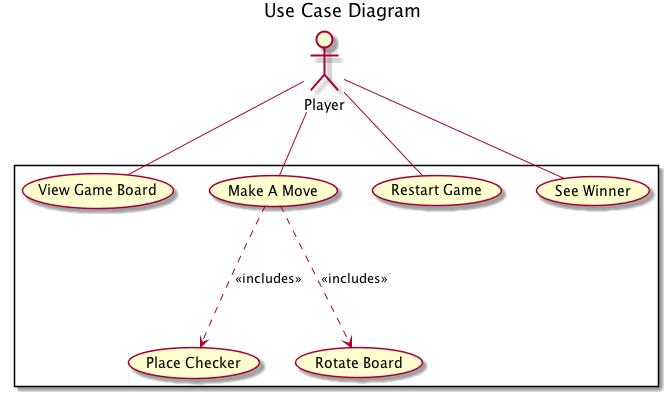 Use Case Diagram
Player
View Game Board
Make A Move
Restart Game
See Winner
«includes»
«includes»
Place Checker
Rotate Board